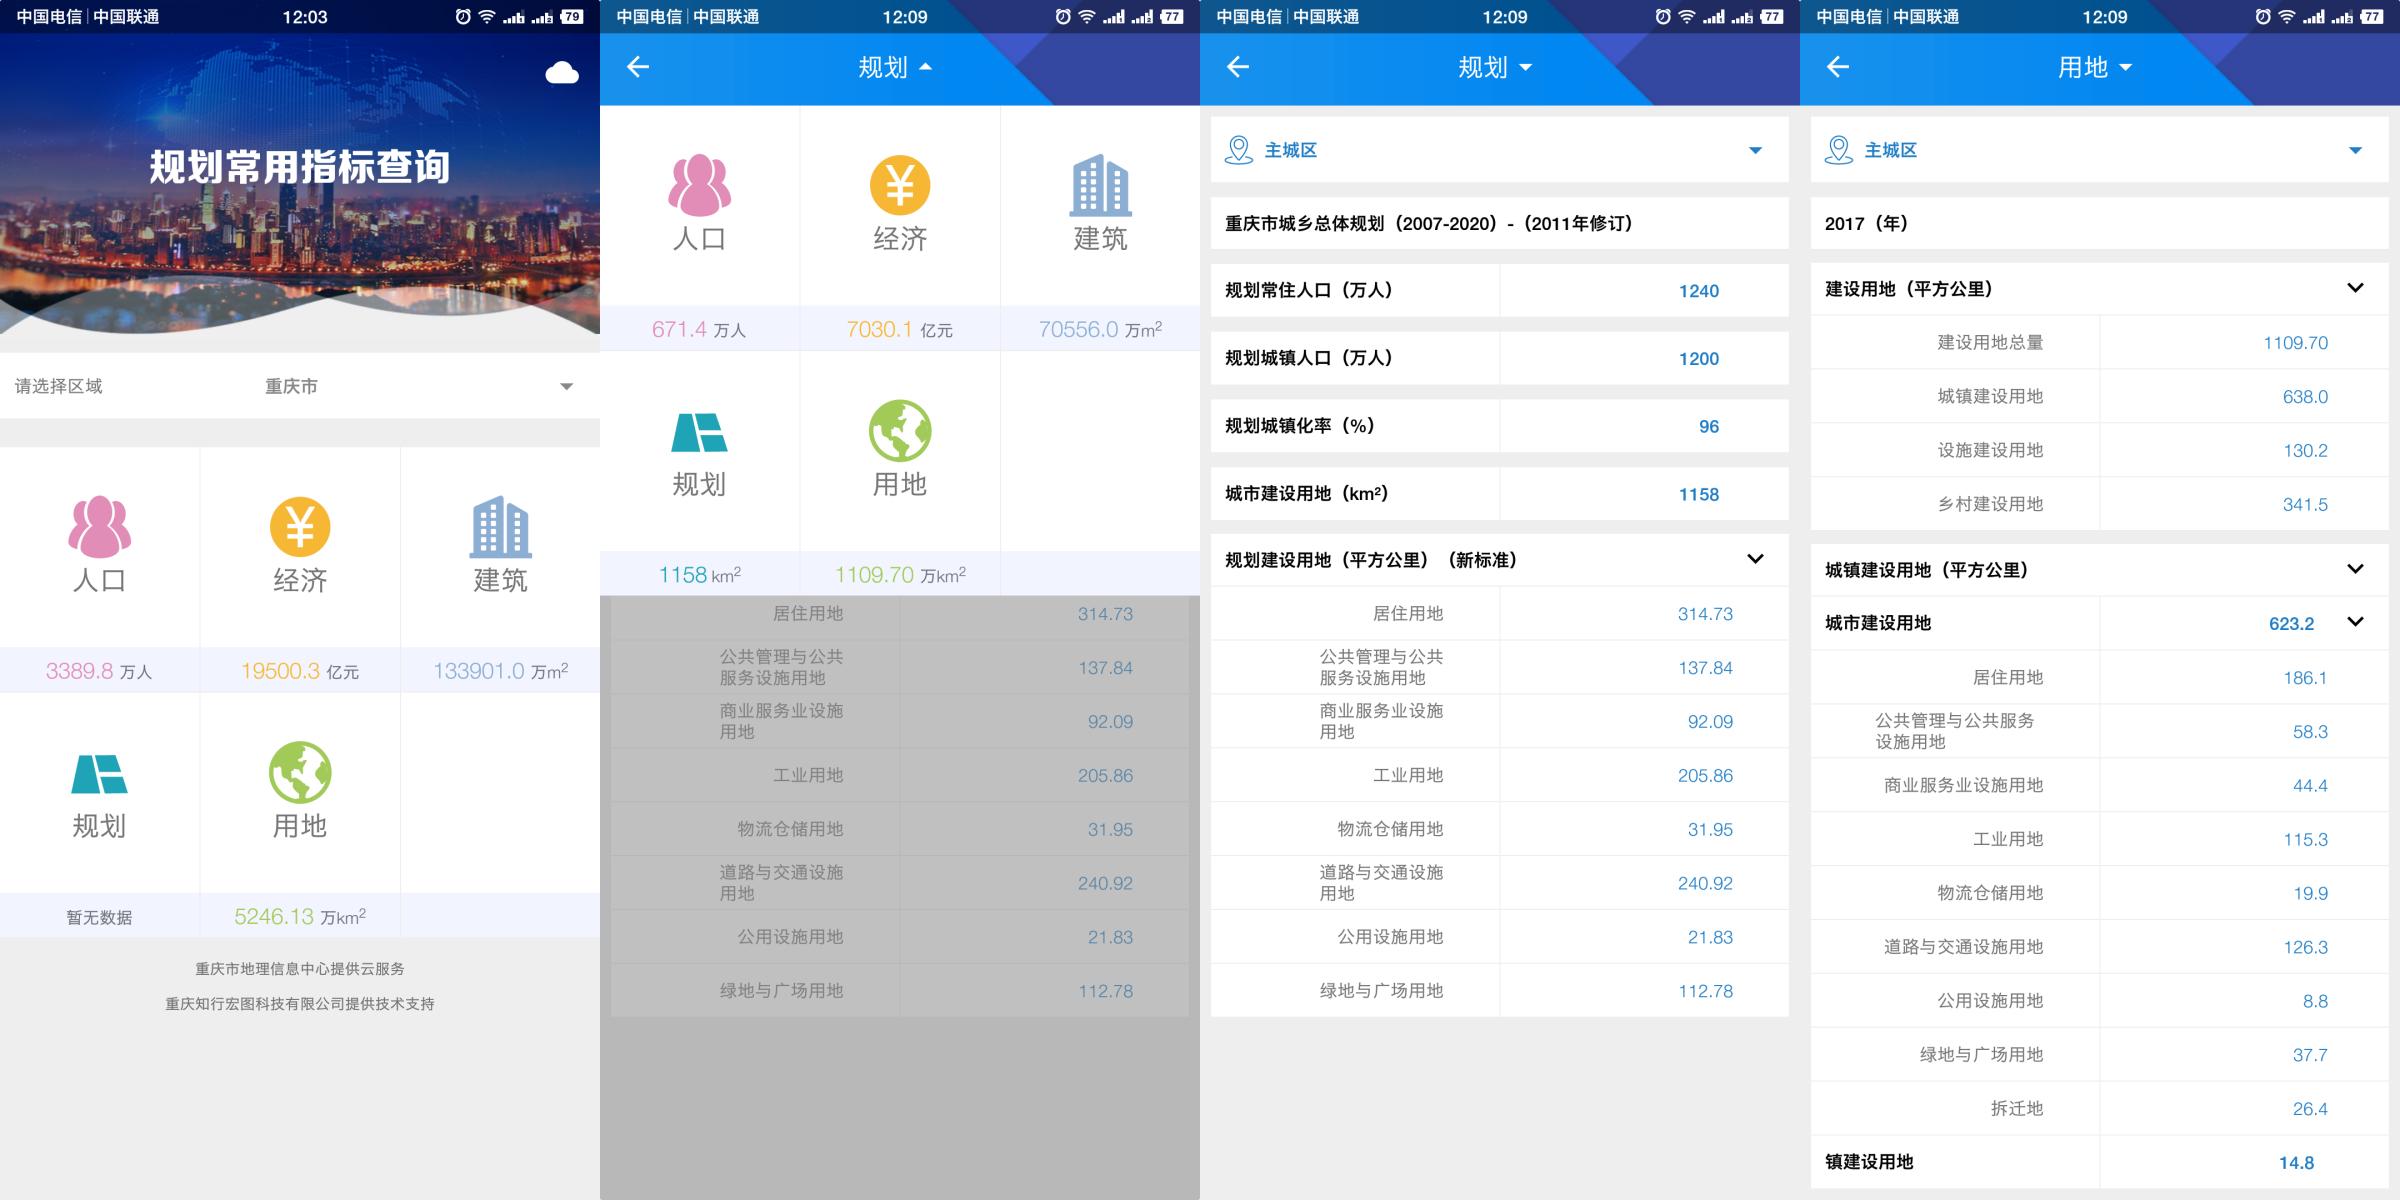 中国电信 | 中国联通 12:03 79
规划常用指标查询
请选择区域 重庆市
人口 经济 建筑
3389.8 万人 19500.3 亿元 133901.0 万m²
规划 用地
暂无数据 5246.13 万km²
重庆市地理信息中心提供云服务
重庆知行宏图科技有限公司提供技术支持
中国电信 | 中国联通 12:09 77
规划
人口 经济 建筑
671.4 万人 7030.1 亿元 70556.0 万m²
规划 用地
1158 km² 1109.70 万km²
居住用地 314.73
公共管理与公共 137.84
服务设施用地
商业服务业设施 92.09
用地
工业用地 205.86
物流仓储用地 31.95
道路与交通设施 240.92
用地
公用设施用地 21.83
绿地与广场用地 112.78
中国电信 | 中国联通 12:09 77
规划
主城区
重庆市城乡总体规划（2007-2020）-（2011年修订）
规划常住人口（万人） 1240
规划城镇人口（万人） 1200
规划城镇化率（%） 96
城市建设用地（km²） 1158
规划建设用地（平方公里）（新标准）
居住用地 314.73
公共管理与公共 137.84
服务设施用地
商业服务业设施 92.09
用地
工业用地 205.86
物流仓储用地 31.95
道路与交通设施 240.92
用地
公用设施用地 21.83
绿地与广场用地 112.78
中国电信 | 中国联通 12:09 77
用地
主城区
2017（年）
建设用地（平方公里）
建设用地总量 1109.70
城镇建设用地 638.0
设施建设用地 130.2
乡村建设用地 341.5
城镇建设用地（平方公里）
城市建设用地 623.2
居住用地 186.1
公共管理与公共服务 58.3
设施用地
商业服务业设施用地 44.4
工业用地 115.3
物流仓储用地 19.9
道路与交通设施用地 126.3
公用设施用地 8.8
绿地与广场用地 37.7
拆迁地 26.4
镇建设用地 14.8